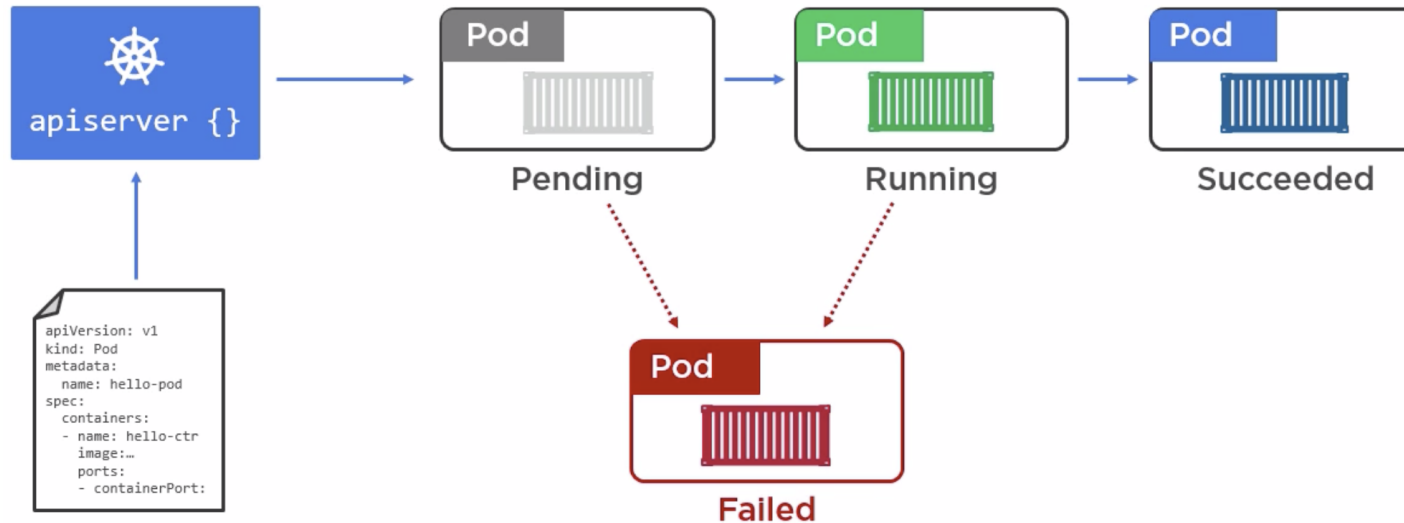 apiserver {}
Pod
Pending
Pod
Running
Pod
Succeeded
apiVersion: v1
kind: Pod
metadata:
  name: hello-pod
spec:
  containers:
  - name: hello-ctr
    image:…
    ports:
    - containerPort:
Pod
Failed